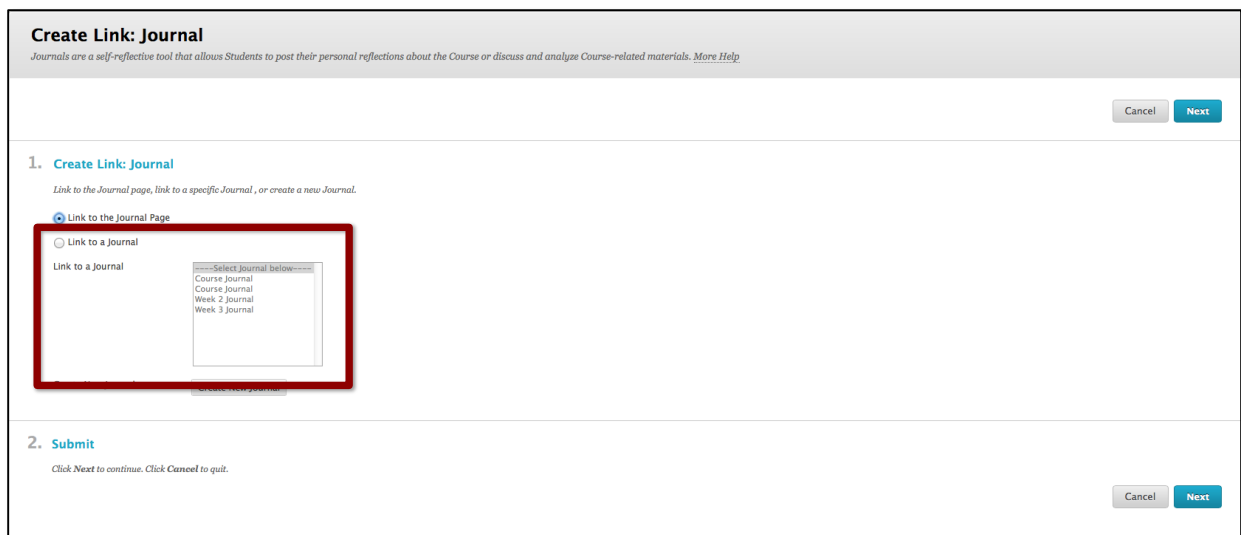 Create Link: Journal
Journals are a self-reflective tool that allows Students to post their personal reflections about the Course or discuss and analyze Course-related materials. More Help
Cancel Next
1. Create Link: Journal
Link to the Journal page, link to a specific Journal , or create a new Journal.
Link to the Journal Page
Link to a Journal
Link to a Journal
----Select Journal below----
Course Journal
Course Journal
Week 2 Journal
Week 3 Journal
Create New Journal
2. Submit
Click Next to continue. Click Cancel to quit.
Cancel Next